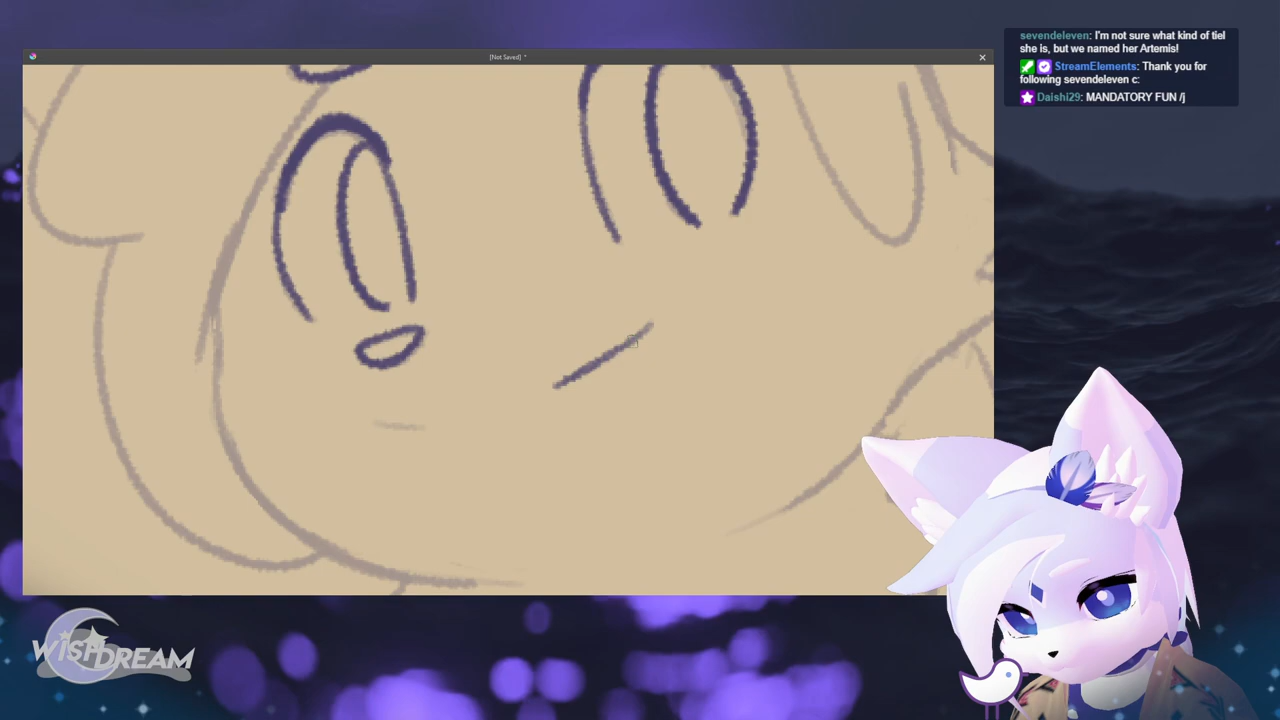 [Not Saved] *
sevendeleven: I'm not sure what kind of tiel
she is, but we named her Artemis!
StreamElements: Thank you for
following sevendeleven c:
Daishi29: MANDATORY FUN /j
WISHDREAM